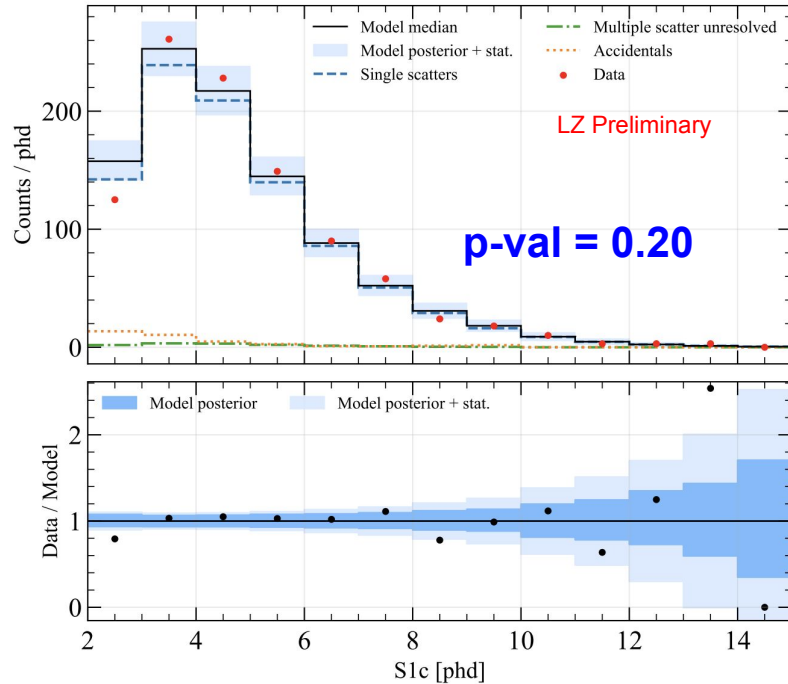 Model median
Model posterior + stat.
Single scatters
Multiple scatter unresolved
Accidentals
Data
LZ Preliminary
p-val = 0.20
Counts / phd
200
100
0
Model posterior
Model posterior + stat.
Data / Model
2
1
0
2 4 6 8 10 12 14
S1c [phd]